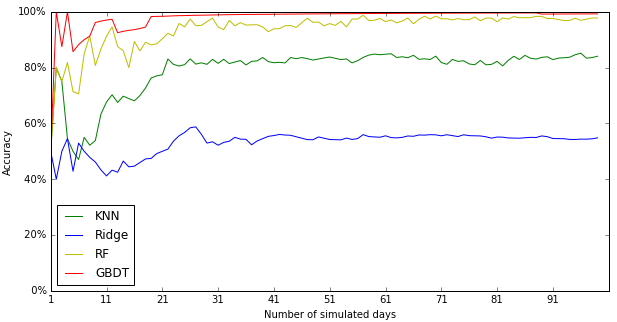 100%
80%
60%
40%
20%
0%
Accuracy
KNN
Ridge
RF
GBDT
1 11 21 31 41 51 61 71 81 91
Number of simulated days